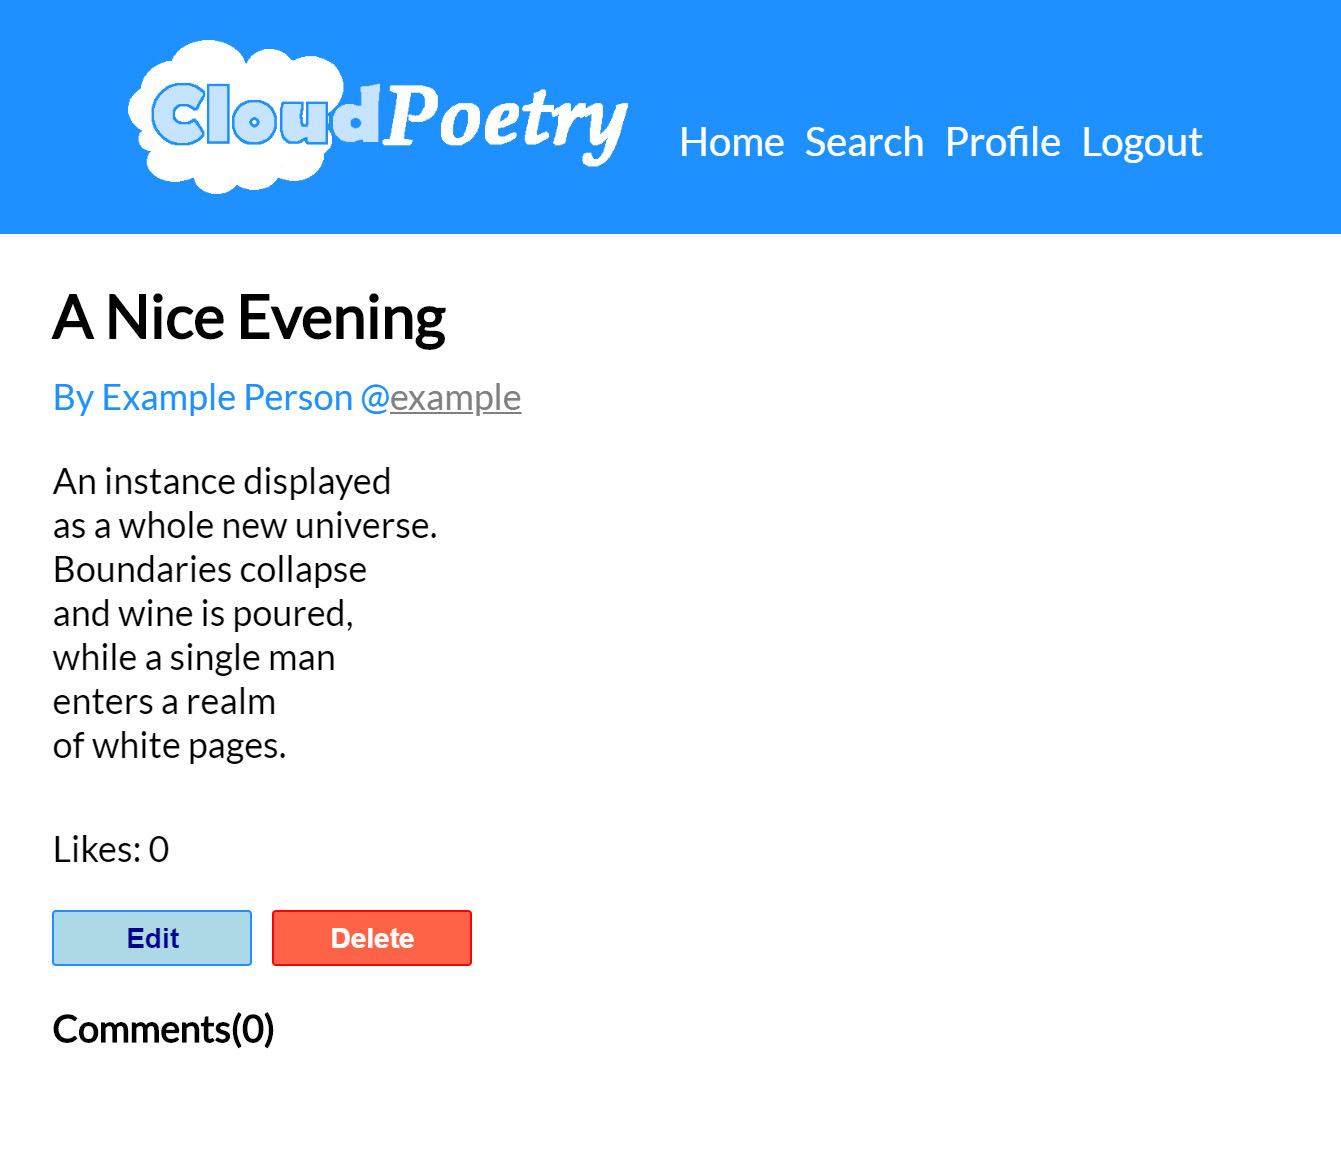 CloudPoetry
Home Search Profile Logout
A Nice Evening
By Example Person @example
An instance displayed
as a whole new universe.
Boundaries collapse
and wine is poured,
while a single man
enters a realm
of white pages.
Likes: 0
Edit Delete
Comments(0)